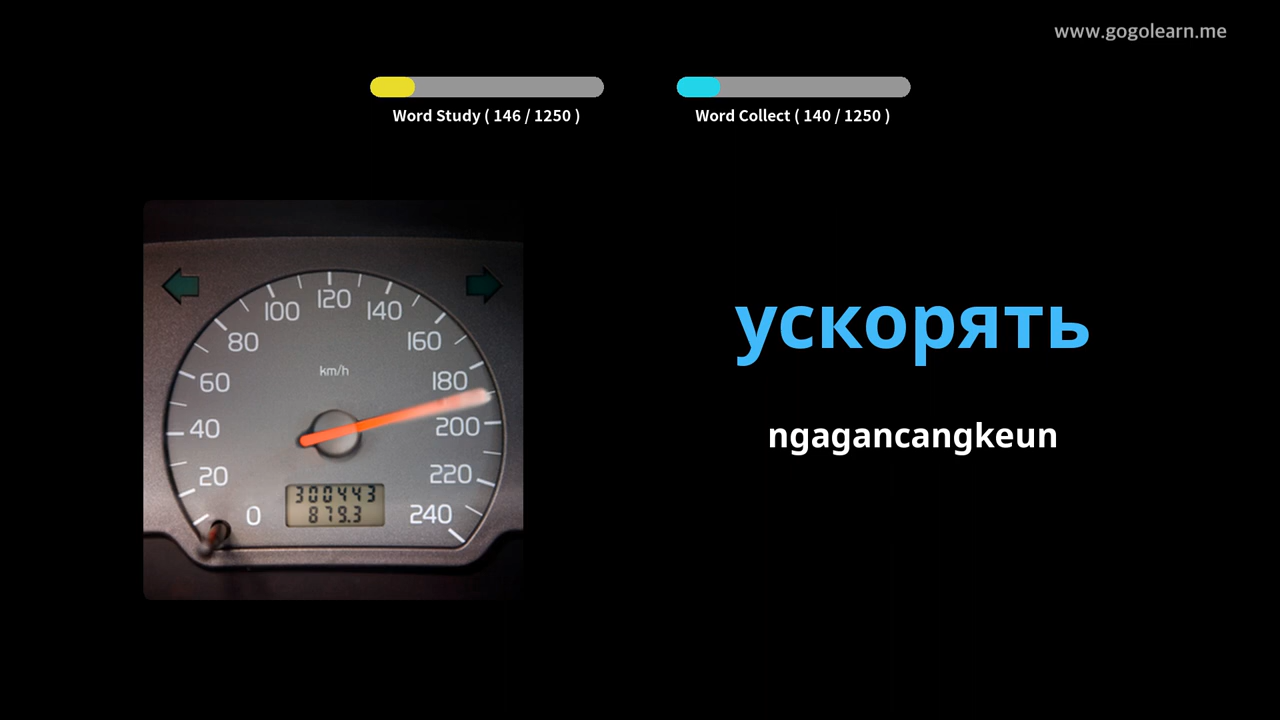 www.gogolearn.me
Word Study ( 146 / 1250 )
Word Collect ( 140 / 1250 )
120
100
140
80
160
km/h
60
180
40
200
20
220
300443
0
240
879.3
ускорять
ngagancangkeun